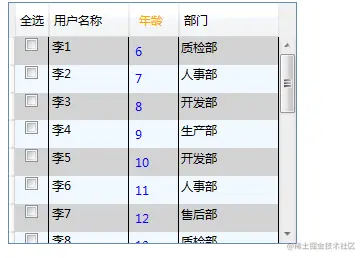 全选 用户名称 年龄 部门
李1 6 质检部
李2 7 人事部
李3 8 开发部
李4 9 生产部
李5 10 开发部
李6 11 人事部
李7 12 售后部
李8 质检部
@稀土掘金技术社区